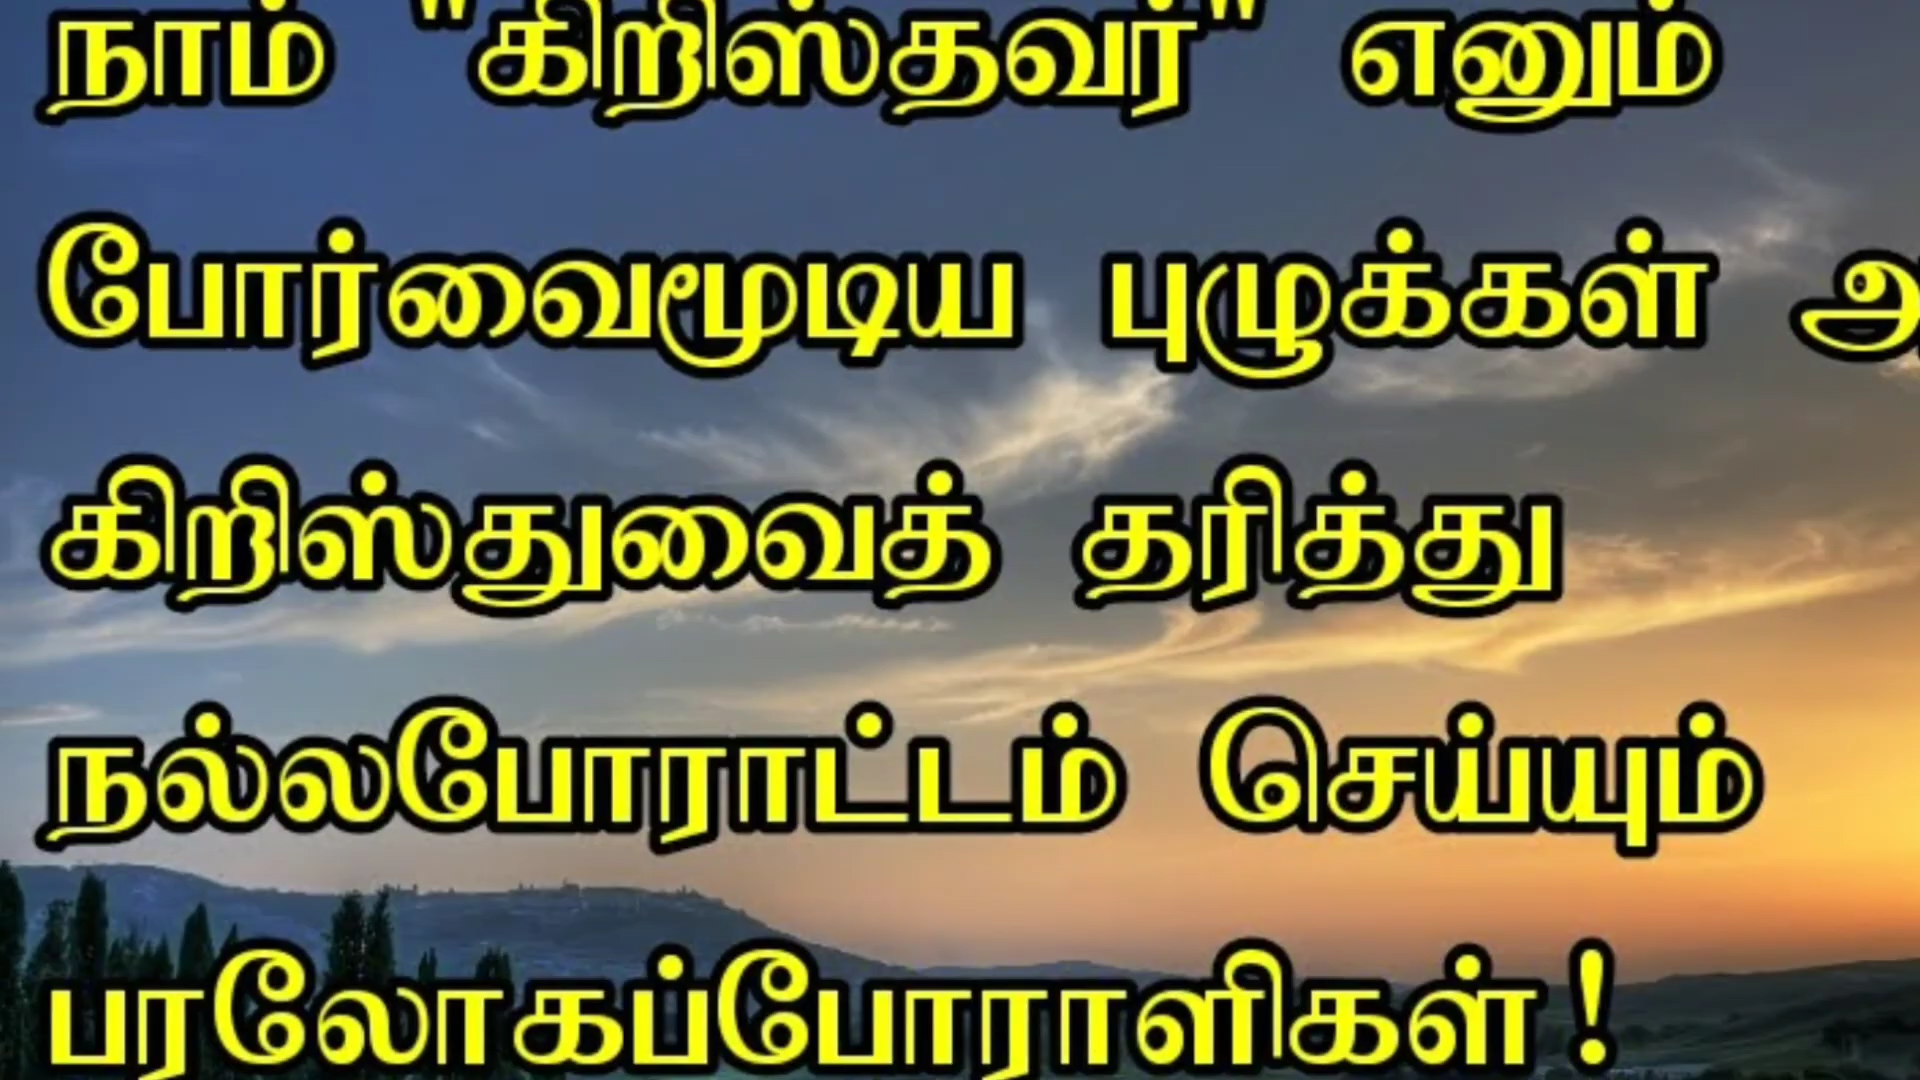 நாம் "கிறிஸ்தவர்" எனும்
போர்வைமூடிய புழுக்கள்
கிறிஸ்துவைத் தரித்து
நல்லபோராட்டம் செய்யும்
பரலோகப்போராளிகள்!